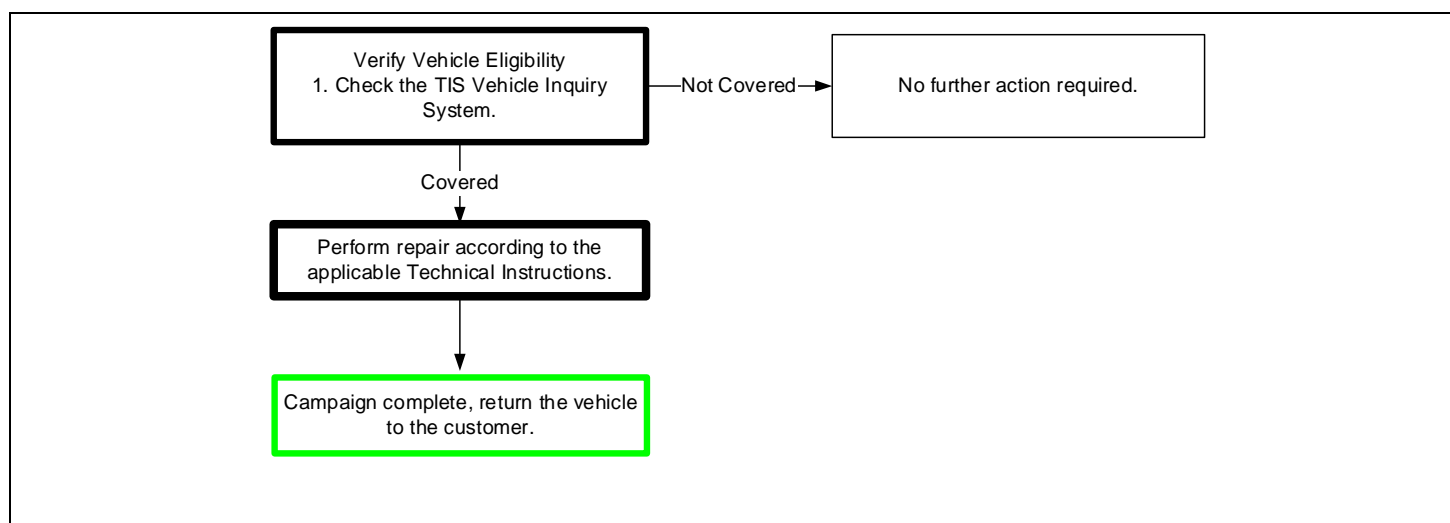 Verify Vehicle Eligibility
1. Check the TIS Vehicle Inquiry
System.
Not Covered
No further action required.
Covered
Perform repair according to the
applicable Technical Instructions.
Campaign complete, return the vehicle
to the customer.